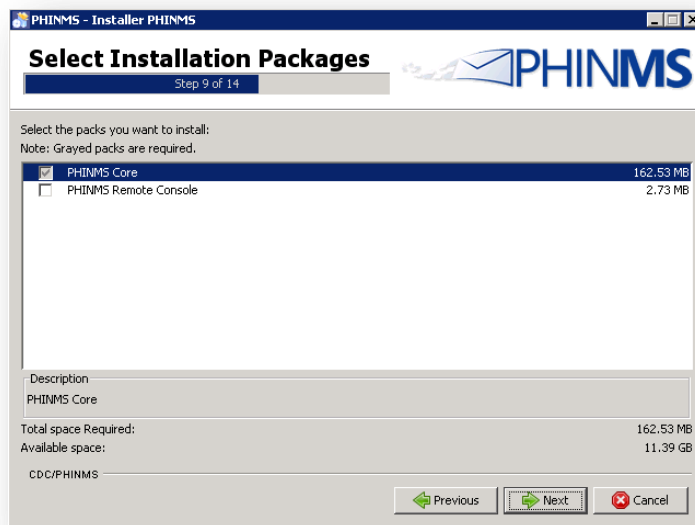 PHINMS - Installer PHINMS
Select Installation Packages
Step 9 of 14
PHINMS
Select the packs you want to install:
Note: Grayed packs are required.
PHINMS Core 162.53 MB
PHINMS Remote Console 2.73 MB
Description
PHINMS Core
Total space Required: 162.53 MB
Available space: 11.39 GB
CDC/PHINMS
Previous Next Cancel